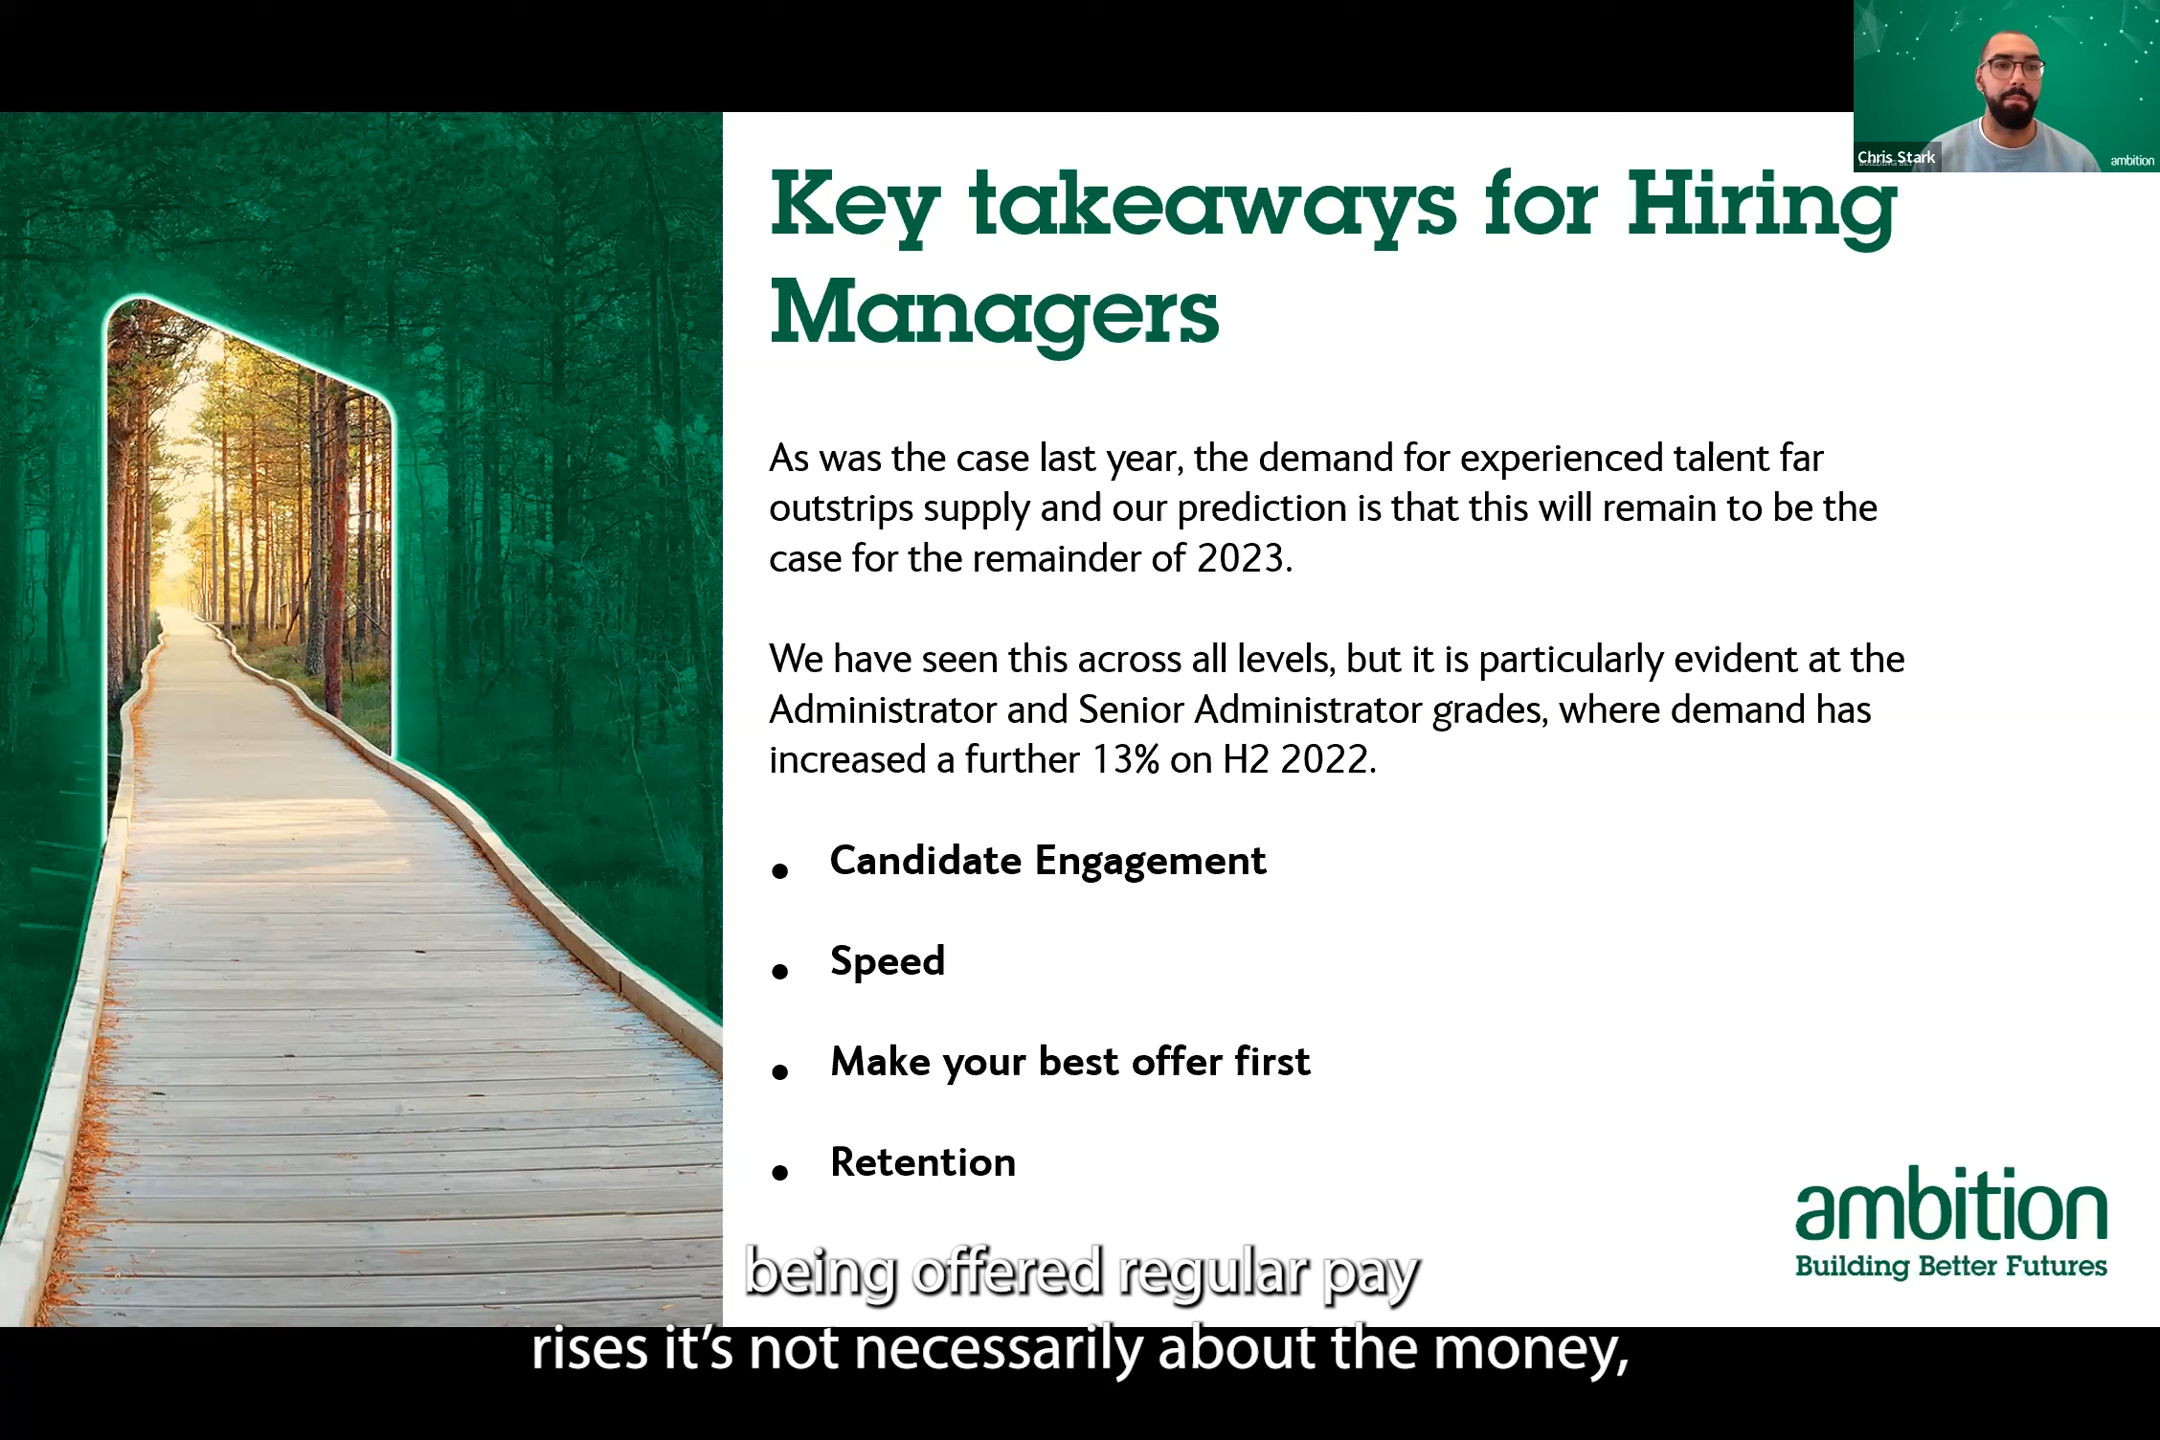 Chris Stark
ambition
Key takeaways for Hiring
Managers
As was the case last year, the demand for experienced talent far
outstrips supply and our prediction is that this will remain to be the
case for the remainder of 2023.
We have seen this across all levels, but it is particularly evident at the
Administrator and Senior Administrator grades, where demand has
increased a further 13% on H2 2022.
• Candidate Engagement
• Speed
• Make your best offer first
• Retention
ambition
Building Better Futures
being offered regular pay
rises it's not necessarily about the money,